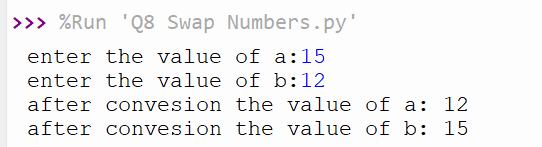 >>> %Run 'Q8 Swap Numbers.py'
enter the value of a:15
enter the value of b:12
after convesion the value of a: 12
after convesion the value of b: 15